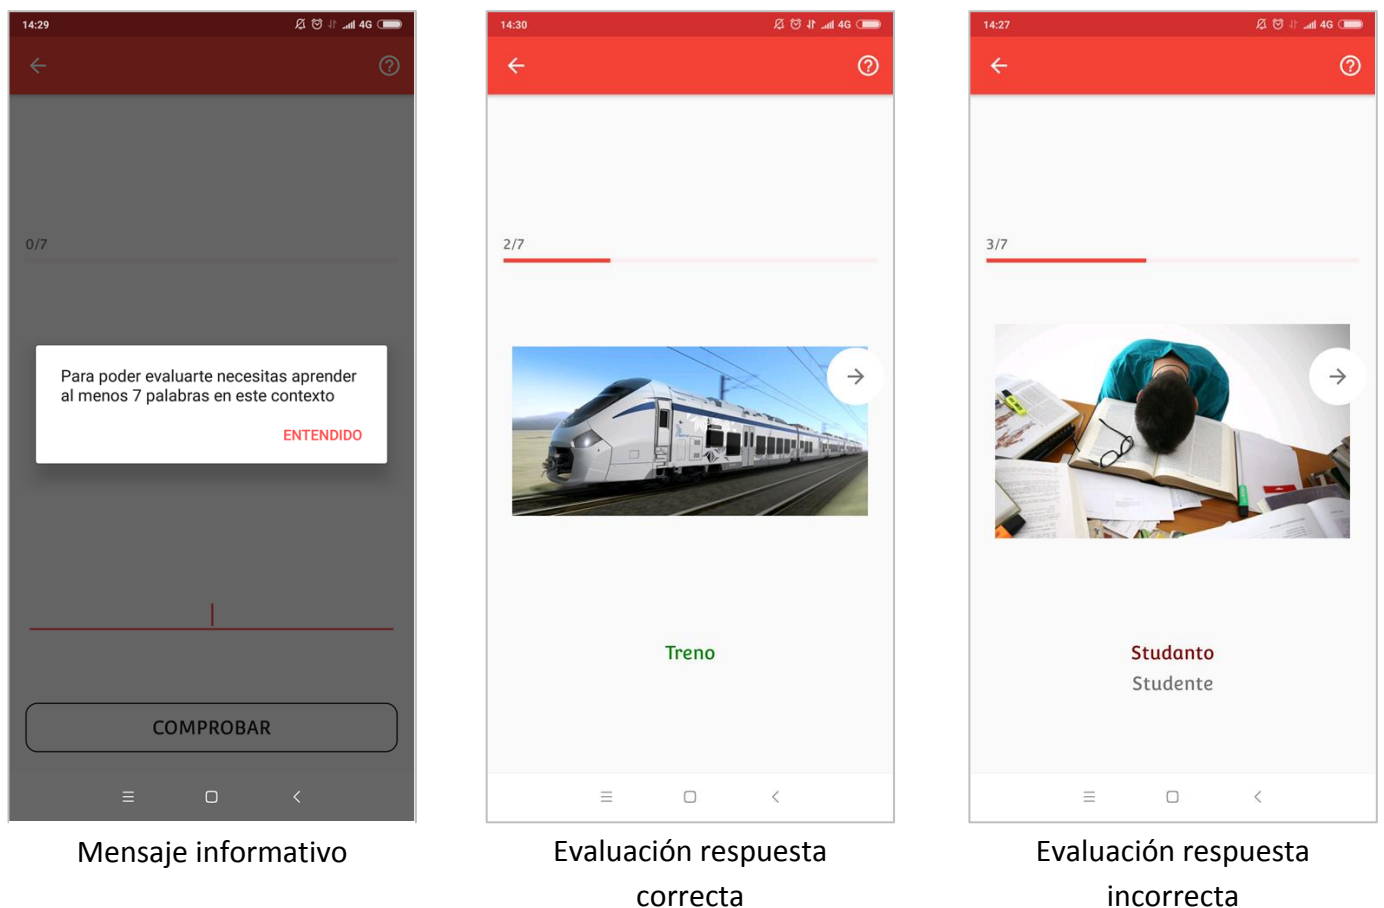 14:29
4G
0/7
Para poder evaluarte necesitas aprender
al menos 7 palabras en este contexto
ENTENDIDO
COMPROBAR
Mensaje informativo
14:30
4G
2/7
Treno
Evaluación respuesta
correcta
14:27
4G
3/7
Studanto
Studente
Evaluación respuesta
incorrecta